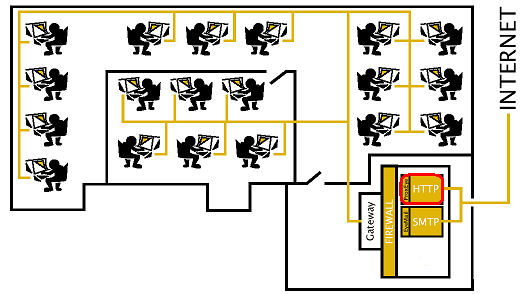 INTERNET
HTTP
SMTP
FIREWALL
Gateway